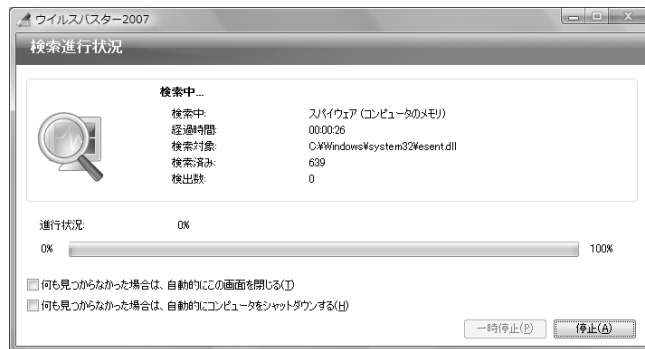 ウイルスバスター2007
検索進行状況
検索中...
検索中: スパイウェア (コンピュータのメモリ)
経過時間: 00:00:26
検索対象: C:¥Windows¥system32¥esent.dll
検索済み: 639
検出数: 0
進行状況: 0%
0% 100%
何も見つからなかった場合は、自動的にこの画面を閉じる(T)
何も見つからなかった場合は、自動的にコンピュータをシャットダウンする(H)
一時停止(P) 停止(A)